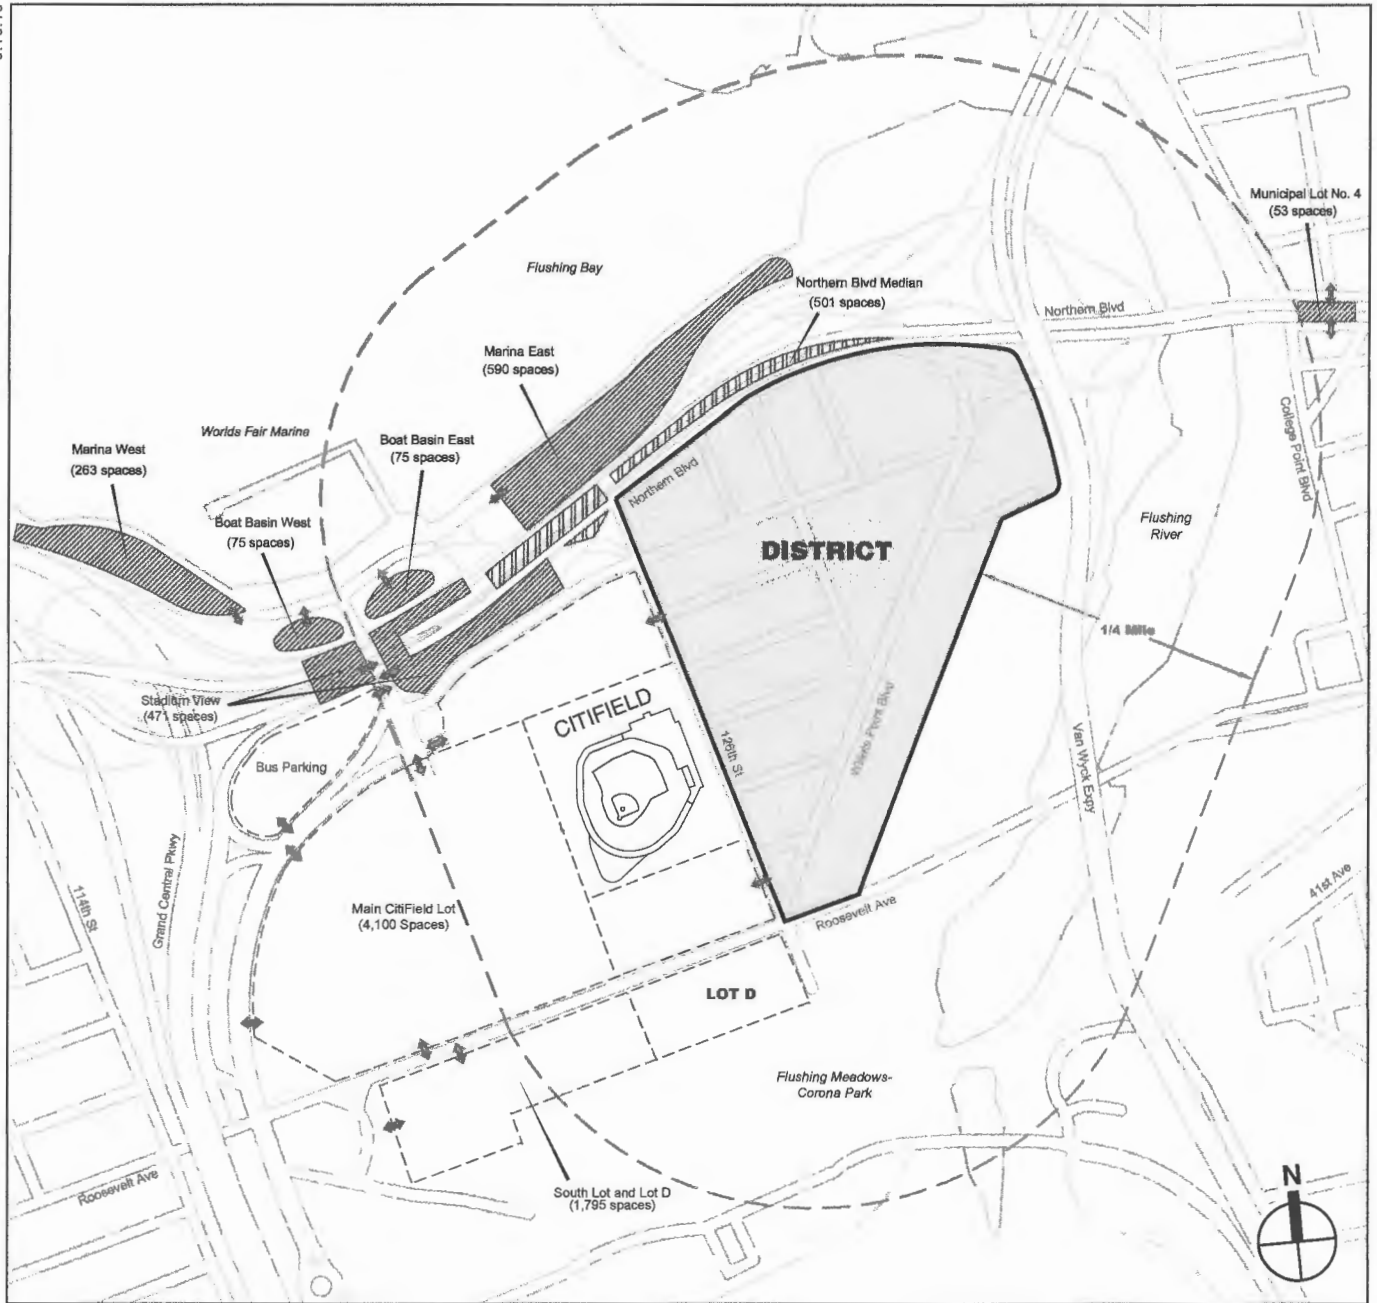 Municipal Lot No. 4
(53 spaces)
Flushing Bay
Northern Blvd Median
(501 spaces)
Northern Blvd
Marina East
(590 spaces)
Worlds Fair Marine
Boat Basin East
(75 spaces)
Marina West
(263 spaces)
College Point Blvd
Northern Blvd
Boat Basin West
(75 spaces)
Flushing
River
DISTRICT
1/4 Mile
Stadium View
(471 spaces)
CITIFIELD
126th St
Willets Point Blvd
Van Wyck Expy
Bus Parking
Grand Central Pkwy
114th St
41st Ave
Main CitiField Lot
(4,100 Spaces)
Roosevelt Ave
LOT D
Flushing Meadows-
Corona Park
Roosevelt Ave
South Lot and Lot D
(1,795 spaces)
N